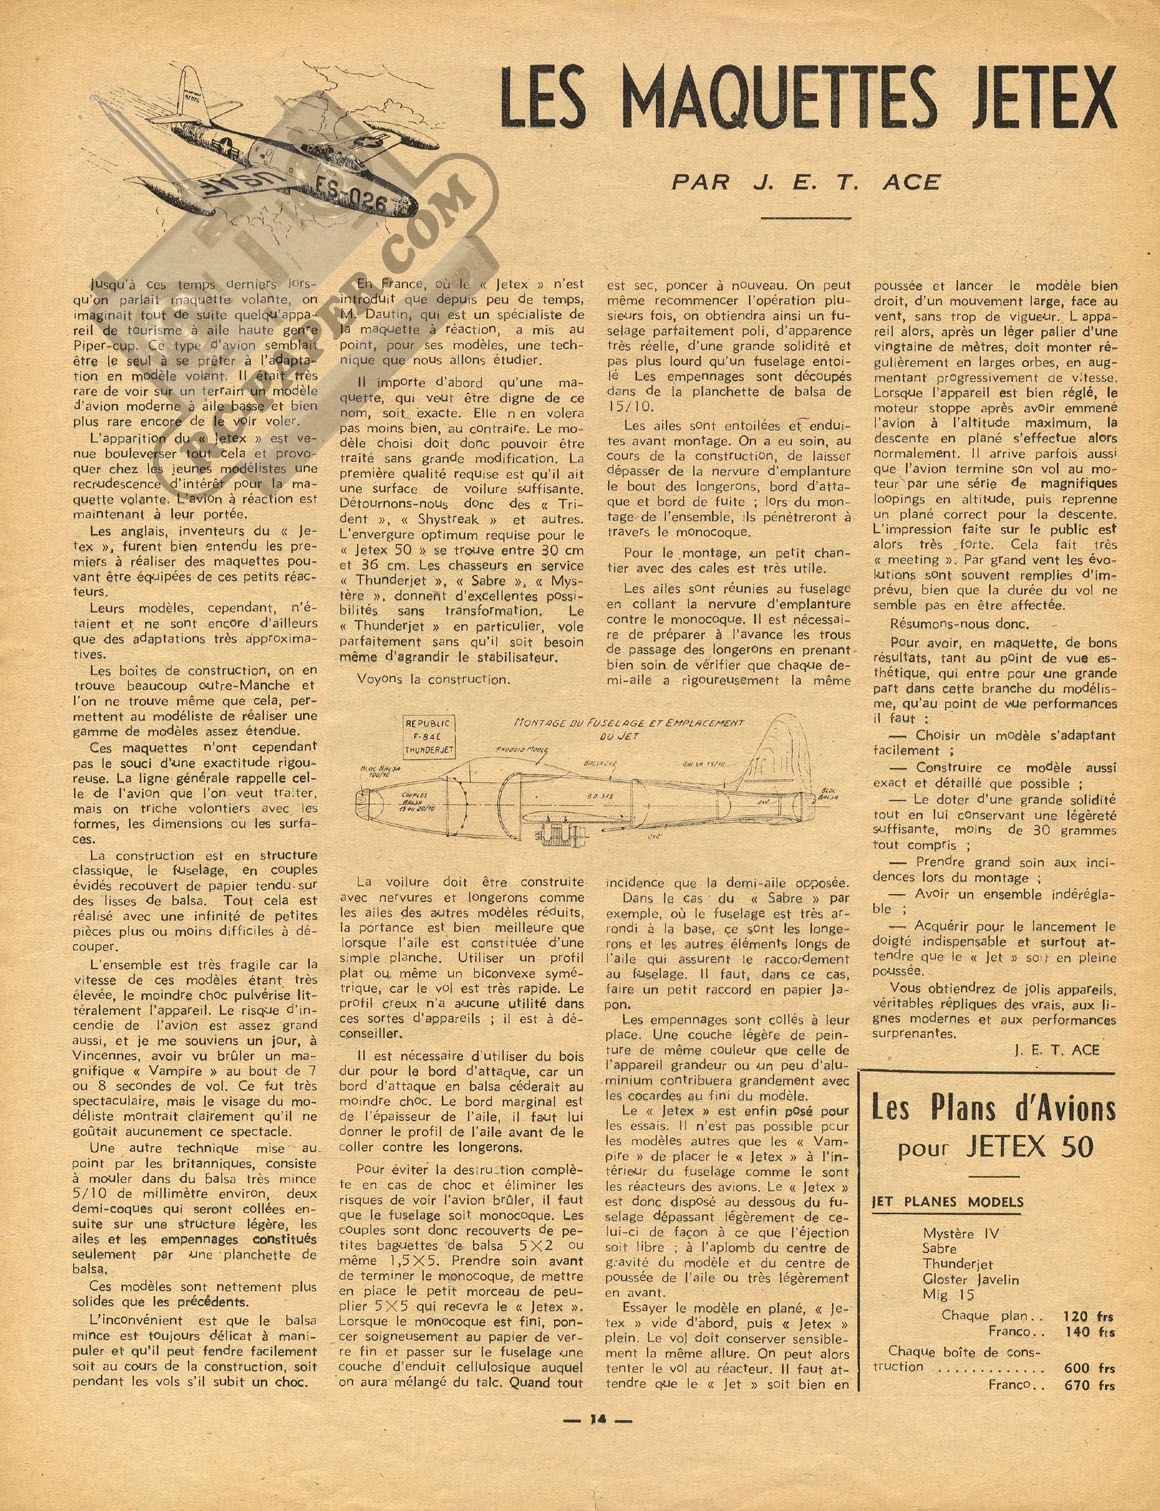 LES MAQUETTES JETEX
PAR J. E. T. ACE
USAF
FS-026
RC-PAPER.COM
Jusqu'à ces temps derniers lors-
qu'on parlait maquette volante, on
imaginait tout de suite quelqu'appa-
reil de tourisme à aile haute genre
Piper-cup. Ce type d'avion semblait
être le seul à se prêter à l'adapta-
tion en modèle volant. Il était très
rare de voir sur un terrain un modèle
d'avion moderne à aile basse et bien
plus rare encore de le voir voler.
L'apparition du « Jetex » est ve-
nue bouleverser tout cela et provo-
quer chez les jeunes modélistes une
recrudescence d'intérêt pour la ma-
quette volante. L'avion à réaction est
maintenant à leur portée.
Les anglais, inventeurs du « Je-
tex », furent bien entendu les pre-
miers à réaliser des maquettes pou-
vant être équipées de ces petits réac-
teurs.
Leurs modèles, cependant, n'é-
taient et ne sont encore d'ailleurs
que des adaptations très approxima-
tives.
Les boîtes de construction, on en
trouve beaucoup outre-Manche et
l'on ne trouve même que cela, per-
mettent au modéliste de réaliser une
gamme de modèles assez étendue.
Ces maquettes n'ont cependant
pas le souci d'une exactitude rigou-
reuse. La ligne générale rappelle cel-
le de l'avion que l'on veut traiter,
mais on triche volontiers avec les
formes, les dimensions ou les surfa-
ces.
La construction est en structure
classique, le fuselage, en couples
évidés recouvert de papier tendu sur
des lisses de balsa. Tout cela est
réalisé avec une infinité de petites
pièces plus ou moins difficiles à dé-
couper.
L'ensemble est très fragile car la
vitesse de ces modèles étant très
élevée, le moindre choc pulvérise lit-
téralement l'appareil. Le risque d'in-
cendie de l'avion est assez grand
aussi, et je me souviens un jour, à
Vincennes, avoir vu brûler un ma-
gnifique « Vampire » au bout de 7
ou 8 secondes de vol. Ce fut très
spectaculaire, mais le visage du mo-
déliste montrait clairement qu'il ne
goûtait aucunement ce spectacle.
Une autre technique mise au
point par les britanniques, consiste
à mouler dans du balsa très mince
5/10 de millimètre environ, deux
demi-coques qui seront collées en-
suite sur une structure légère, les
ailes et les empennages constitués
seulement par une planchette de
balsa.
Ces modèles sont nettement plus
solides que les précédents.
L'inconvénient est que le balsa
mince est toujours délicat à mani-
puler et qu'il peut fendre facilement
soit au cours de la construction, soit
pendant les vols s'il subit un choc.
En France, où le « Jetex » n'est
introduit que depuis peu de temps,
M. Dautin, qui est un spécialiste de
la maquette à réaction, a mis au
point, pour ses modèles, une tech-
nique que nous allons étudier.
Il importe d'abord qu'une ma-
quette, qui veut être digne de ce
nom, soit exacte. Elle n'en volera
pas moins bien, au contraire. Le mo-
dèle choisi doit donc pouvoir être
traité sans grande modification. La
première qualité requise est qu'il ait
une surface de voilure suffisante.
Détournons-nous donc des « Tri-
dent », « Shystreak » et autres.
L'envergure optimum requise pour le
« Jetex 50 » se trouve entre 30 cm
et 36 cm. Les chasseurs en service
« Thunderjet », « Sabre », « Mys-
tère », donnent d'excellentes possi-
bilités sans transformation. Le
« Thunderjet » en particulier, vole
parfaitement sans qu'il soit besoin
même d'agrandir le stabilisateur.
Voyons la construction.
est sec, poncer à nouveau. On peut
même recommencer l'opération plu-
sieurs fois, on obtiendra ainsi un fu-
selage parfaitement poli, d'apparence
très réelle, d'une grande solidité et
pas plus lourd qu'un fuselage entoi-
lé Les empennages sont découpés
dans de la planchette de balsa de
15/10.
Les ailes sont entoilées et endui-
tes avant montage. On a eu soin, au
cours de la construction, de laisser
dépasser de la nervure d'emplanture
le bout des longerons, bord d'atta-
que et bord de fuite ; lors du mon-
tage de l'ensemble, ils pénétreront à
travers le monocoque.
Pour le montage, un petit chan-
tier avec des cales est très utile.
Les ailes sont réunies au fuselage
en collant la nervure d'emplanture
contre le monocoque. Il est nécessai-
re de préparer à l'avance les trous
de passage des longerons en prenant
bien soin de vérifier que chaque de-
mi-aile a rigoureusement la même
REPUBLIC
F-84E
THUNDERJET
MONTAGE DU FUSELAGE ET EMPLACEMENT
DU JET
RHODOID MOULÉ
BALSA 15/10
BLOC BALSA
COUPLES
BALSA
15 ou 20/10
BLOC
BALSA
La voilure doit être construite
avec nervures et longerons comme
les ailes des autres modèles réduits,
la portance est bien meilleure que
lorsque l'aile est constituée d'une
simple planche. Utiliser un profil
plat ou même un biconvexe symé-
trique, car le vol est très rapide. Le
profil creux n'a aucune utilité dans
ces sortes d'appareils ; il est à dé-
conseiller.
Il est nécessaire d'utiliser du bois
dur pour le bord d'attaque, car un
bord d'attaque en balsa céderait au
moindre choc. Le bord marginal est
de l'épaisseur de l'aile, il faut lui
donner le profil de l'aile avant de le
coller contre les longerons.
Pour éviter la destruction complè-
te en cas de choc et éliminer les
risques de voir l'avion brûler, il faut
que le fuselage soit monocoque. Les
couples sont donc recouverts de pe-
tites baguettes de balsa 5×2 ou
même 1,5×5. Prendre soin avant
de terminer le monocoque, de mettre
en place le petit morceau de peu-
plier 5×5 qui recevra le « Jetex ».
Lorsque le monocoque est fini, pon-
cer soigneusement au papier de ver-
re fin et passer sur le fuselage une
couche d'enduit cellulosique auquel
on aura mélangé du talc. Quand tout
incidence que la demi-aile opposée.
Dans le cas du « Sabre » par
exemple, où le fuselage est très ar-
rondi à la base, ce sont les longe-
rons et les autres éléments longs de
l'aile qui assurent le raccordement
au fuselage. Il faut, dans ce cas,
faire un petit raccord en papier Ja-
pon.
Les empennages sont collés à leur
place. Une couche légère de pein-
ture de même couleur que celle de
l'appareil grandeur ou un peu d'alu-
minium contribuera grandement avec
les cocardes au fini du modèle.
Le « Jetex » est enfin posé pour
les essais. Il n'est pas possible pour
les modèles autres que les « Vam-
pire » de placer le « Jetex » à l'in-
térieur du fuselage comme le sont
les réacteurs des avions. Le « Jetex »
est donc disposé au dessous du fu-
selage dépassant légèrement de ce-
lui-ci de façon à ce que l'éjection
soit libre ; à l'aplomb du centre de
gravité du modèle et du centre de
poussée de l'aile ou très légèrement
en avant.
Essayer le modèle en plané, « Je-
tex » vide d'abord, puis « Jetex »
plein. Le vol doit conserver sensible-
ment la même allure. On peut alors
tenter le vol au réacteur. Il faut at-
tendre que le « Jet » soit bien en
poussée et lancer le modèle bien
droit, d'un mouvement large, face au
vent, sans trop de vigueur. L appa-
reil alors, après un léger palier d'une
vingtaine de mètres, doit monter ré-
gulièrement en larges orbes, en aug-
mentant progressivement de vitesse.
Lorsque l'appareil est bien réglé, le
moteur stoppe après avoir emmené
l'avion à l'altitude maximum, la
descente en plané s'effectue alors
normalement. Il arrive parfois aussi
que l'avion termine son vol au mo-
teur par une série de magnifiques
loopings en altitude, puis reprenne
un plané correct pour la descente.
L'impression faite sur le public est
alors très forte. Cela fait très
« meeting ». Par grand vent les évo-
lutions sont souvent remplies d'im-
prévu, bien que la durée du vol ne
semble pas en être affectée.
Résumons-nous donc.
Pour avoir, en maquette, de bons
résultats, tant au point de vue es-
thétique, qui entre pour une grande
part dans cette branche du modélis-
me, qu'au point de vue performances
il faut :
— Choisir un modèle s'adaptant
facilement ;
— Construire ce modèle aussi
exact et détaillé que possible ;
— Le doter d'une grande solidité
tout en lui conservant une légèreté
suffisante, moins de 30 grammes
tout compris ;
— Prendre grand soin aux inci-
dences lors du montage ;
— Avoir un ensemble indéréglla-
ble ;
— Acquérir pour le lancement le
doigté indispensable et surtout at-
tendre que le « Jet » soit en pleine
poussée.
Vous obtiendrez de jolis appareils,
véritables répliques des vrais, aux li-
gnes modernes et aux performances
surprenantes.
J. E. T. ACE
Les Plans d'Avions
pour JETEX 50
JET PLANES MODELS
Mystère IV
Sabre
Thunderjet
Gloster Javelin
Mig 15
Chaque plan.. 120 frs
Franco.. 140 frs
Chaque boîte de cons-
truction ............. 600 frs
Franco.. 670 frs
— 14 —